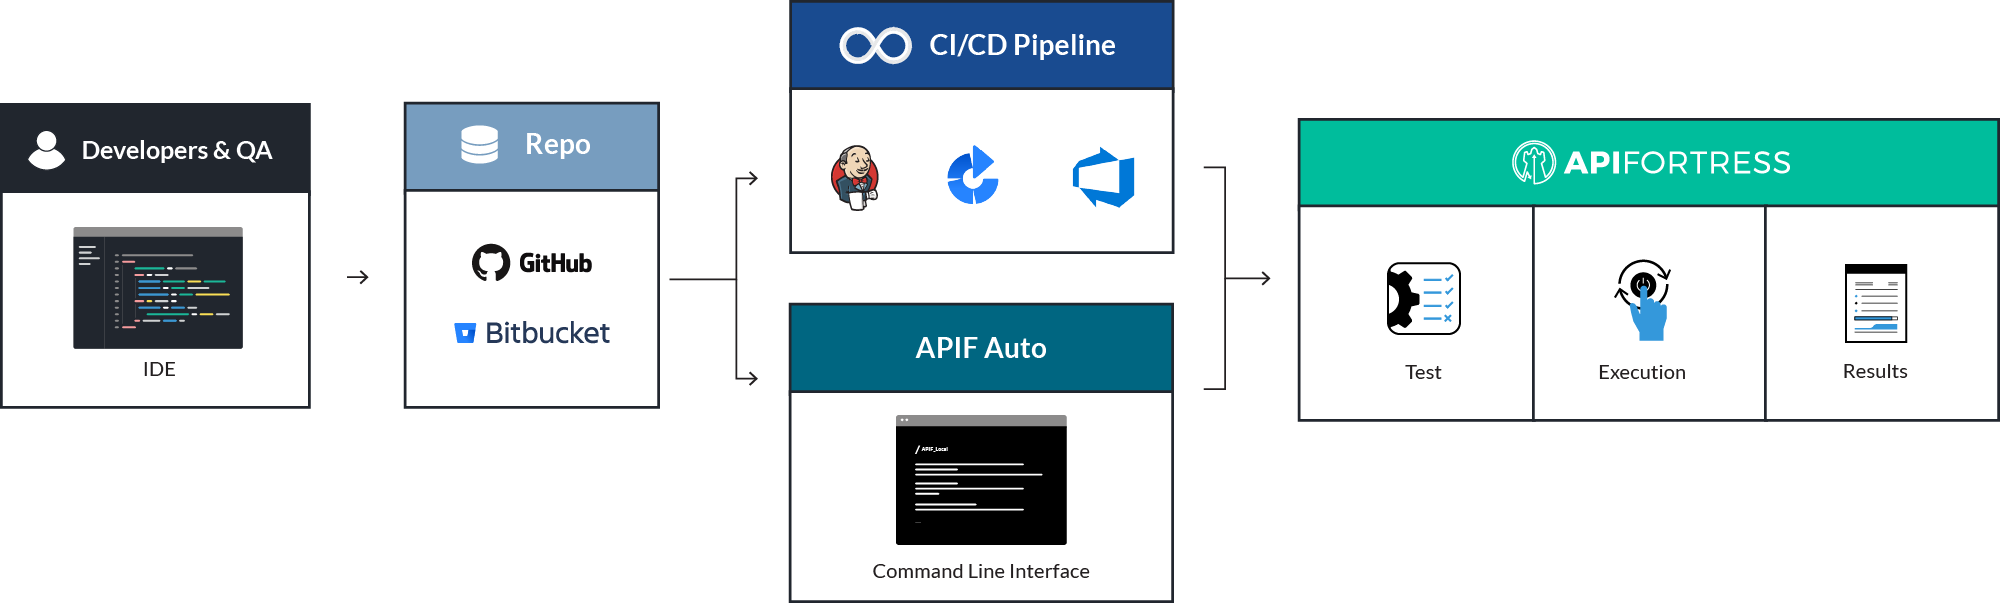 Developers & QA
IDE
Repo
GitHub
Bitbucket
CI/CD Pipeline
APIF Auto
/ APIF_Local
Command Line Interface
APIFORTRESS
Test
Execution
Results